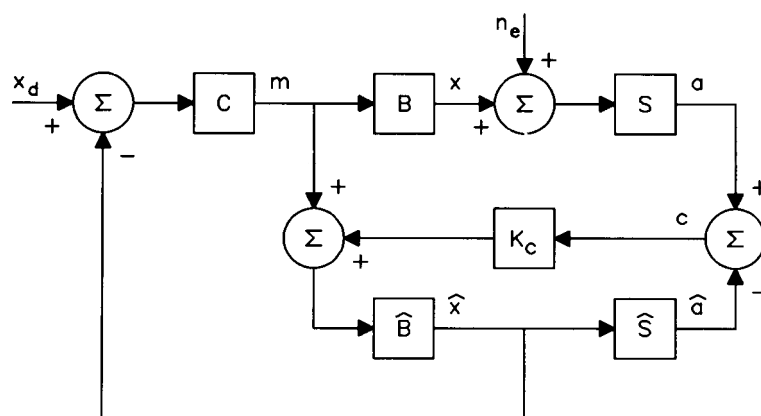 n_e
x_d + Σ − C m B x + Σ + S a
+ Σ + K_c c + Σ −
B̂ x̂ Ŝ â